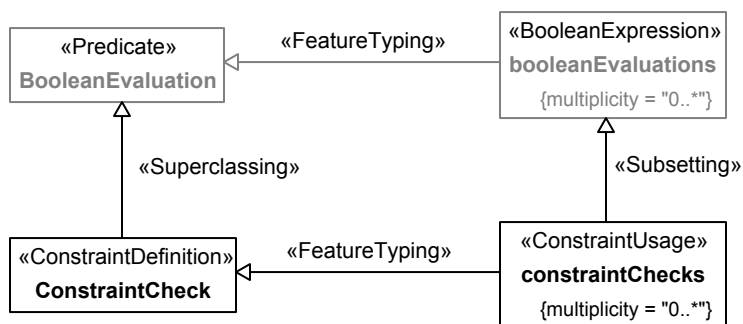 «Predicate»
BooleanEvaluation
«FeatureTyping»
«BooleanExpression»
booleanEvaluations
{multiplicity = "0..*"}
«Superclassing»
«Subsetting»
«ConstraintDefinition»
ConstraintCheck
«FeatureTyping»
«ConstraintUsage»
constraintChecks
{multiplicity = "0..*"}